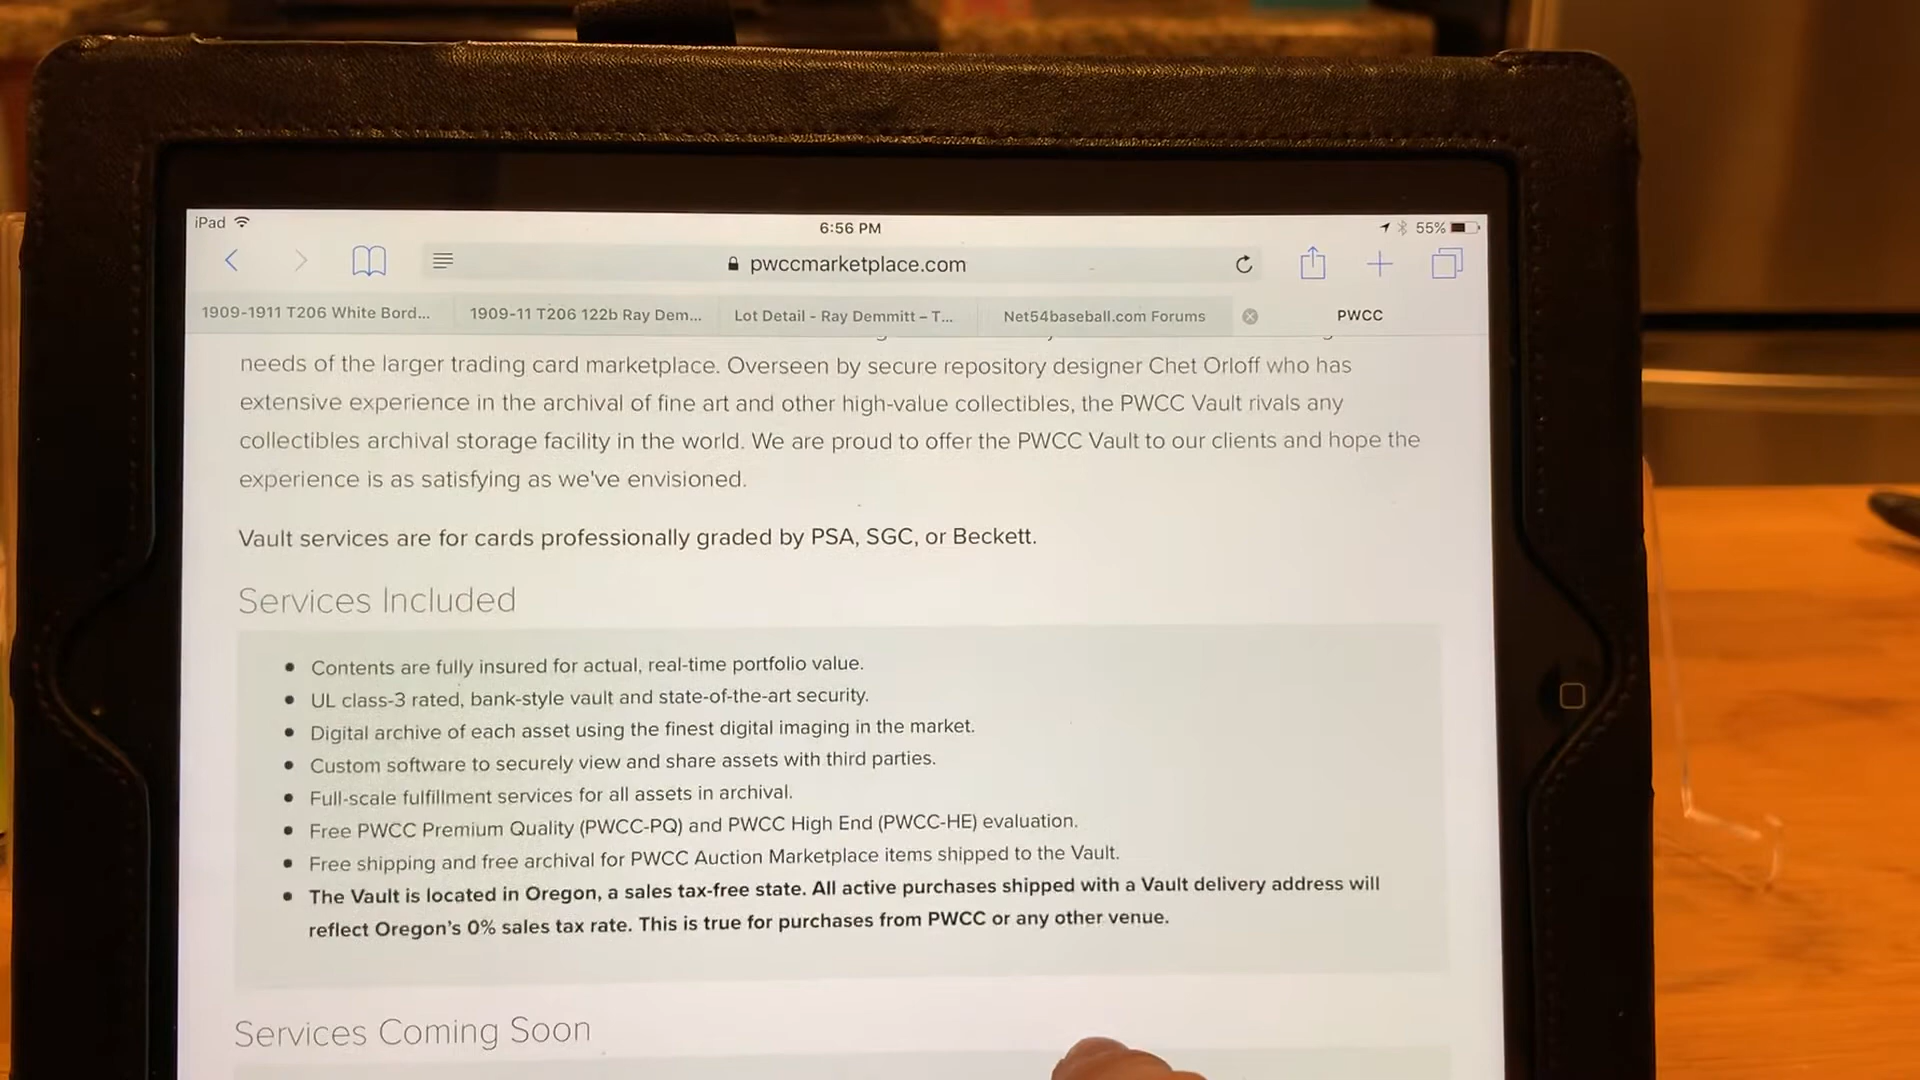 iPad
6:56 PM
55%
pwccmarketplace.com
1909-1911 T206 White Bord...
1909-11 T206 122b Ray Dem...
Lot Detail - Ray Demmitt – T...
Net54baseball.com Forums
PWCC
needs of the larger trading card marketplace. Overseen by secure repository designer Chet Orloff who has
extensive experience in the archival of fine art and other high-value collectibles, the PWCC Vault rivals any
collectibles archival storage facility in the world. We are proud to offer the PWCC Vault to our clients and hope the
experience is as satisfying as we've envisioned.
Vault services are for cards professionally graded by PSA, SGC, or Beckett.
Services Included
• Contents are fully insured for actual, real-time portfolio value.
• UL class-3 rated, bank-style vault and state-of-the-art security.
• Digital archive of each asset using the finest digital imaging in the market.
• Custom software to securely view and share assets with third parties.
• Full-scale fulfillment services for all assets in archival.
• Free PWCC Premium Quality (PWCC-PQ) and PWCC High End (PWCC-HE) evaluation.
• Free shipping and free archival for PWCC Auction Marketplace items shipped to the Vault.
• The Vault is located in Oregon, a sales tax-free state. All active purchases shipped with a Vault delivery address will
reflect Oregon's 0% sales tax rate. This is true for purchases from PWCC or any other venue.
Services Coming Soon